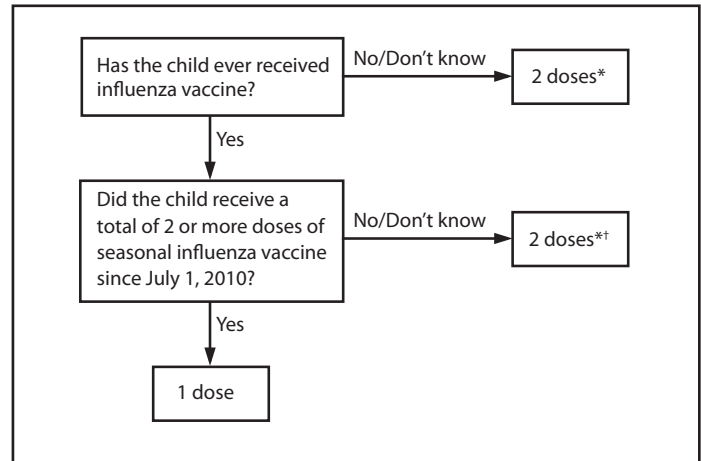 Has the child ever received
influenza vaccine?
No/Don’t know
2 doses*
Yes
Did the child receive a
total of 2 or more doses of
seasonal influenza vaccine
since July 1, 2010?
No/Don’t know
2 doses*†
Yes
1 dose